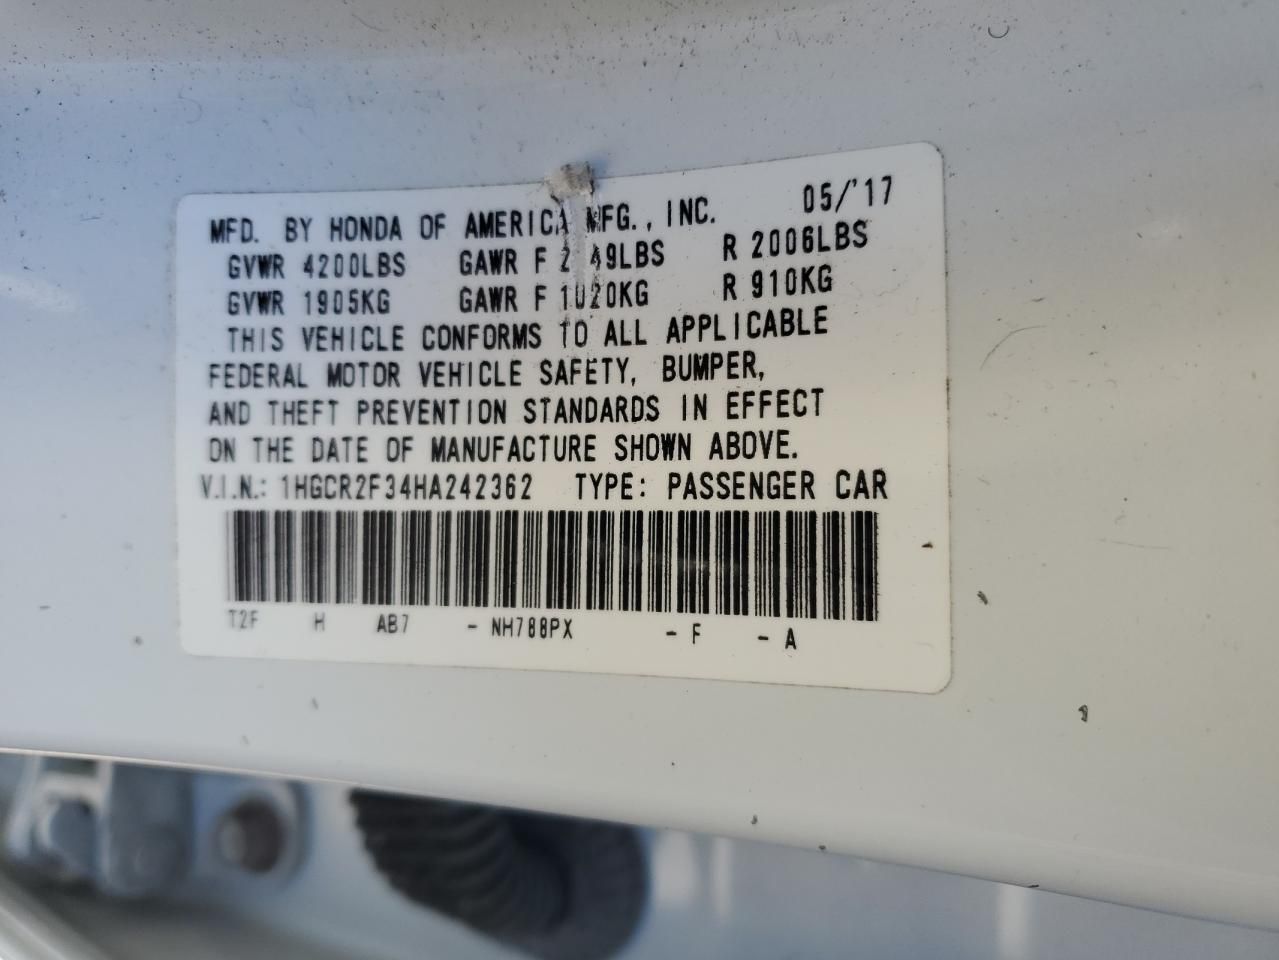 MFD. BY HONDA OF AMERICA MFG., INC. 05/'17
GVWR 4200LBS GAWR F 2249LBS R 2006LBS
GVWR 1905KG GAWR F 1020KG R 910KG
THIS VEHICLE CONFORMS TO ALL APPLICABLE
FEDERAL MOTOR VEHICLE SAFETY, BUMPER,
AND THEFT PREVENTION STANDARDS IN EFFECT
ON THE DATE OF MANUFACTURE SHOWN ABOVE.
V.I.N.: 1HGCR2F34HA242362 TYPE: PASSENGER CAR
T2F H AB7 - NH788PX - F - A